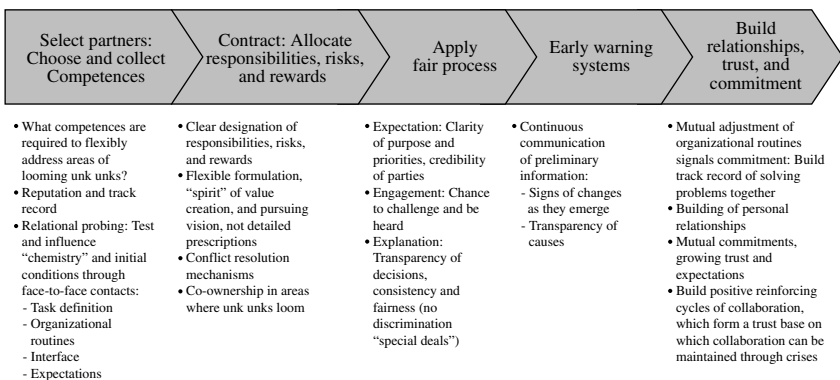 Select partners:
Choose and collect
Competences
Contract: Allocate
responsibilities, risks,
and rewards
Apply
fair process
Early warning
systems
Build
relationships,
trust, and
commitment
• What competences are
required to flexibly
address areas of
looming unk unks?
• Reputation and track
record
• Relational probing: Test
and influence
“chemistry” and initial
conditions through
face-to-face contacts:
- Task definition
- Organizational
routines
- Interface
- Expectations
• Clear designation of
responsibilities, risks,
and rewards
• Flexible formulation,
“spirit” of value
creation, and pursuing
vision, not detailed
prescriptions
• Conflict resolution
mechanisms
• Co-ownership in areas
where unk unks loom
• Expectation: Clarity
of purpose and
priorities, credibility
of parties
• Engagement: Chance
to challenge and be
heard
• Explanation:
Transparency of
decisions,
consistency and
fairness (no
discrimination
“special deals”)
• Continuous
communication
of preliminary
information:
- Signs of changes
as they emerge
- Transparency of
causes
• Mutual adjustment of
organizational routines
signals commitment: Build
track record of solving
problems together
• Building of personal
relationships
• Mutual commitments,
growing trust and
expectations
• Build positive reinforcing
cycles of collaboration,
which form a trust base on
which collaboration can be
maintained through crises